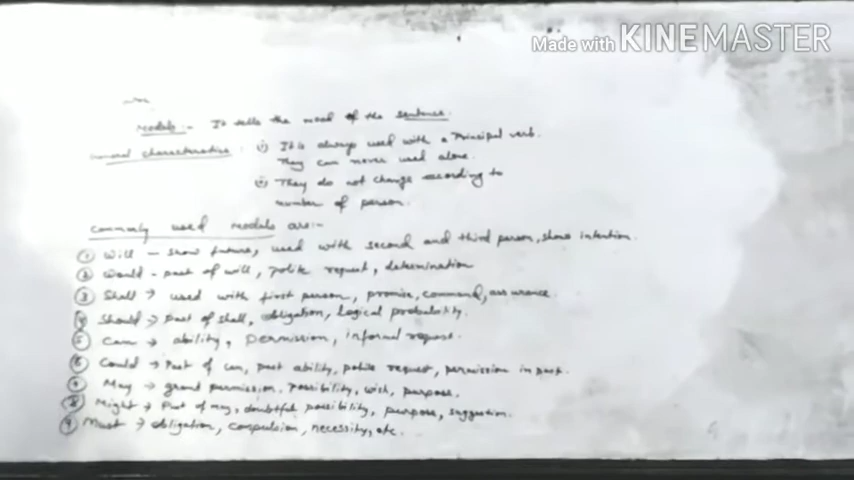 Made with KINEMASTER
Modals:- It tells the mood of the sentence.
General characteristics: (i) It is always used with a Principal verb.
They can never used alone.
(ii) They do not change according to
number of person.
Commonly used modals are:-
① Will - show future, used with second and third person, shows intention.
② Would - past of will, polite request, determination
③ Shall → used with first person, promise, command, assurance.
④ Should → Past of shall, obligation, Logical probability.
⑤ Can → ability, permission, informal request.
⑥ Could → Past of can, past ability, polite request, permission in past.
⑦ May → grant permission, Possibility, wish, purpose.
⑧ Might → Past of may, doubtful possibility, purpose, suggestion.
⑨ Must → obligation, compulsion, necessity, etc.